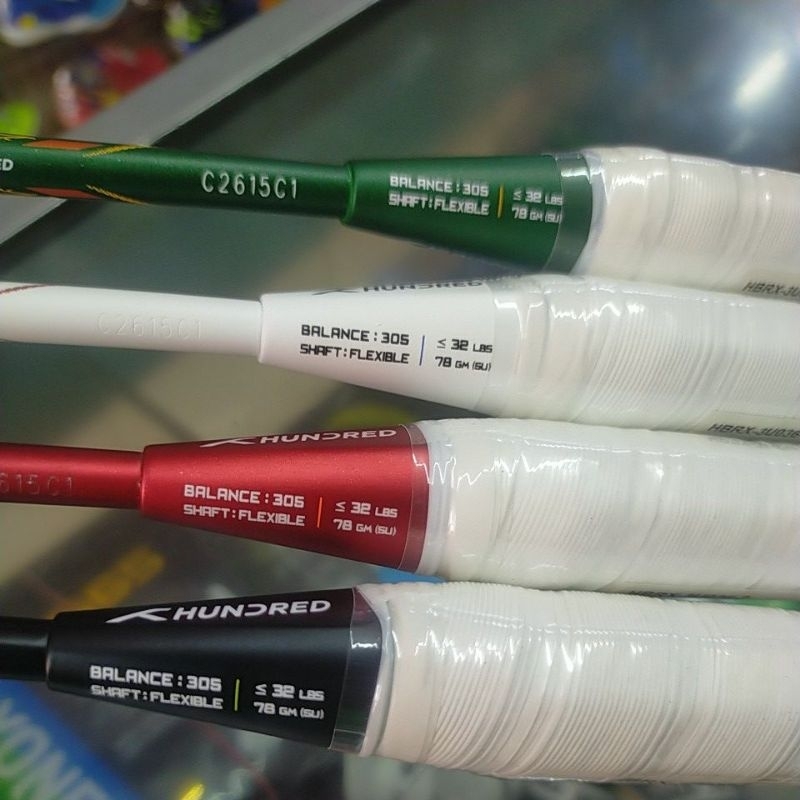 ED
C2615C1
BALANCE : 305
SHAFT : FLEXIBLE
≤ 32 LBS
78 GM (5U)
HUNDRED
C2615C1
BALANCE : 305
SHAFT : FLEXIBLE
≤ 32 LBS
78 GM (5U)
HUNDRED
615C1
BALANCE : 305
SHAFT : FLEXIBLE
≤ 32 LBS
78 GM (5U)
HUNDRED
BALANCE : 305
SHAFT : FLEXIBLE
≤ 32 LBS
78 GM (5U)